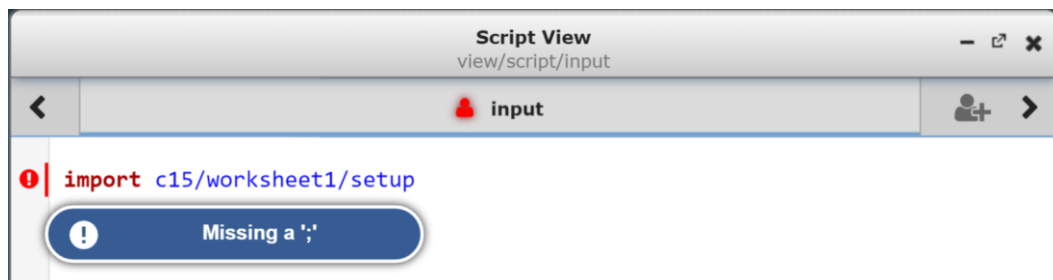 Script View
view/script/input
input
import c15/worksheet1/setup
Missing a ';'